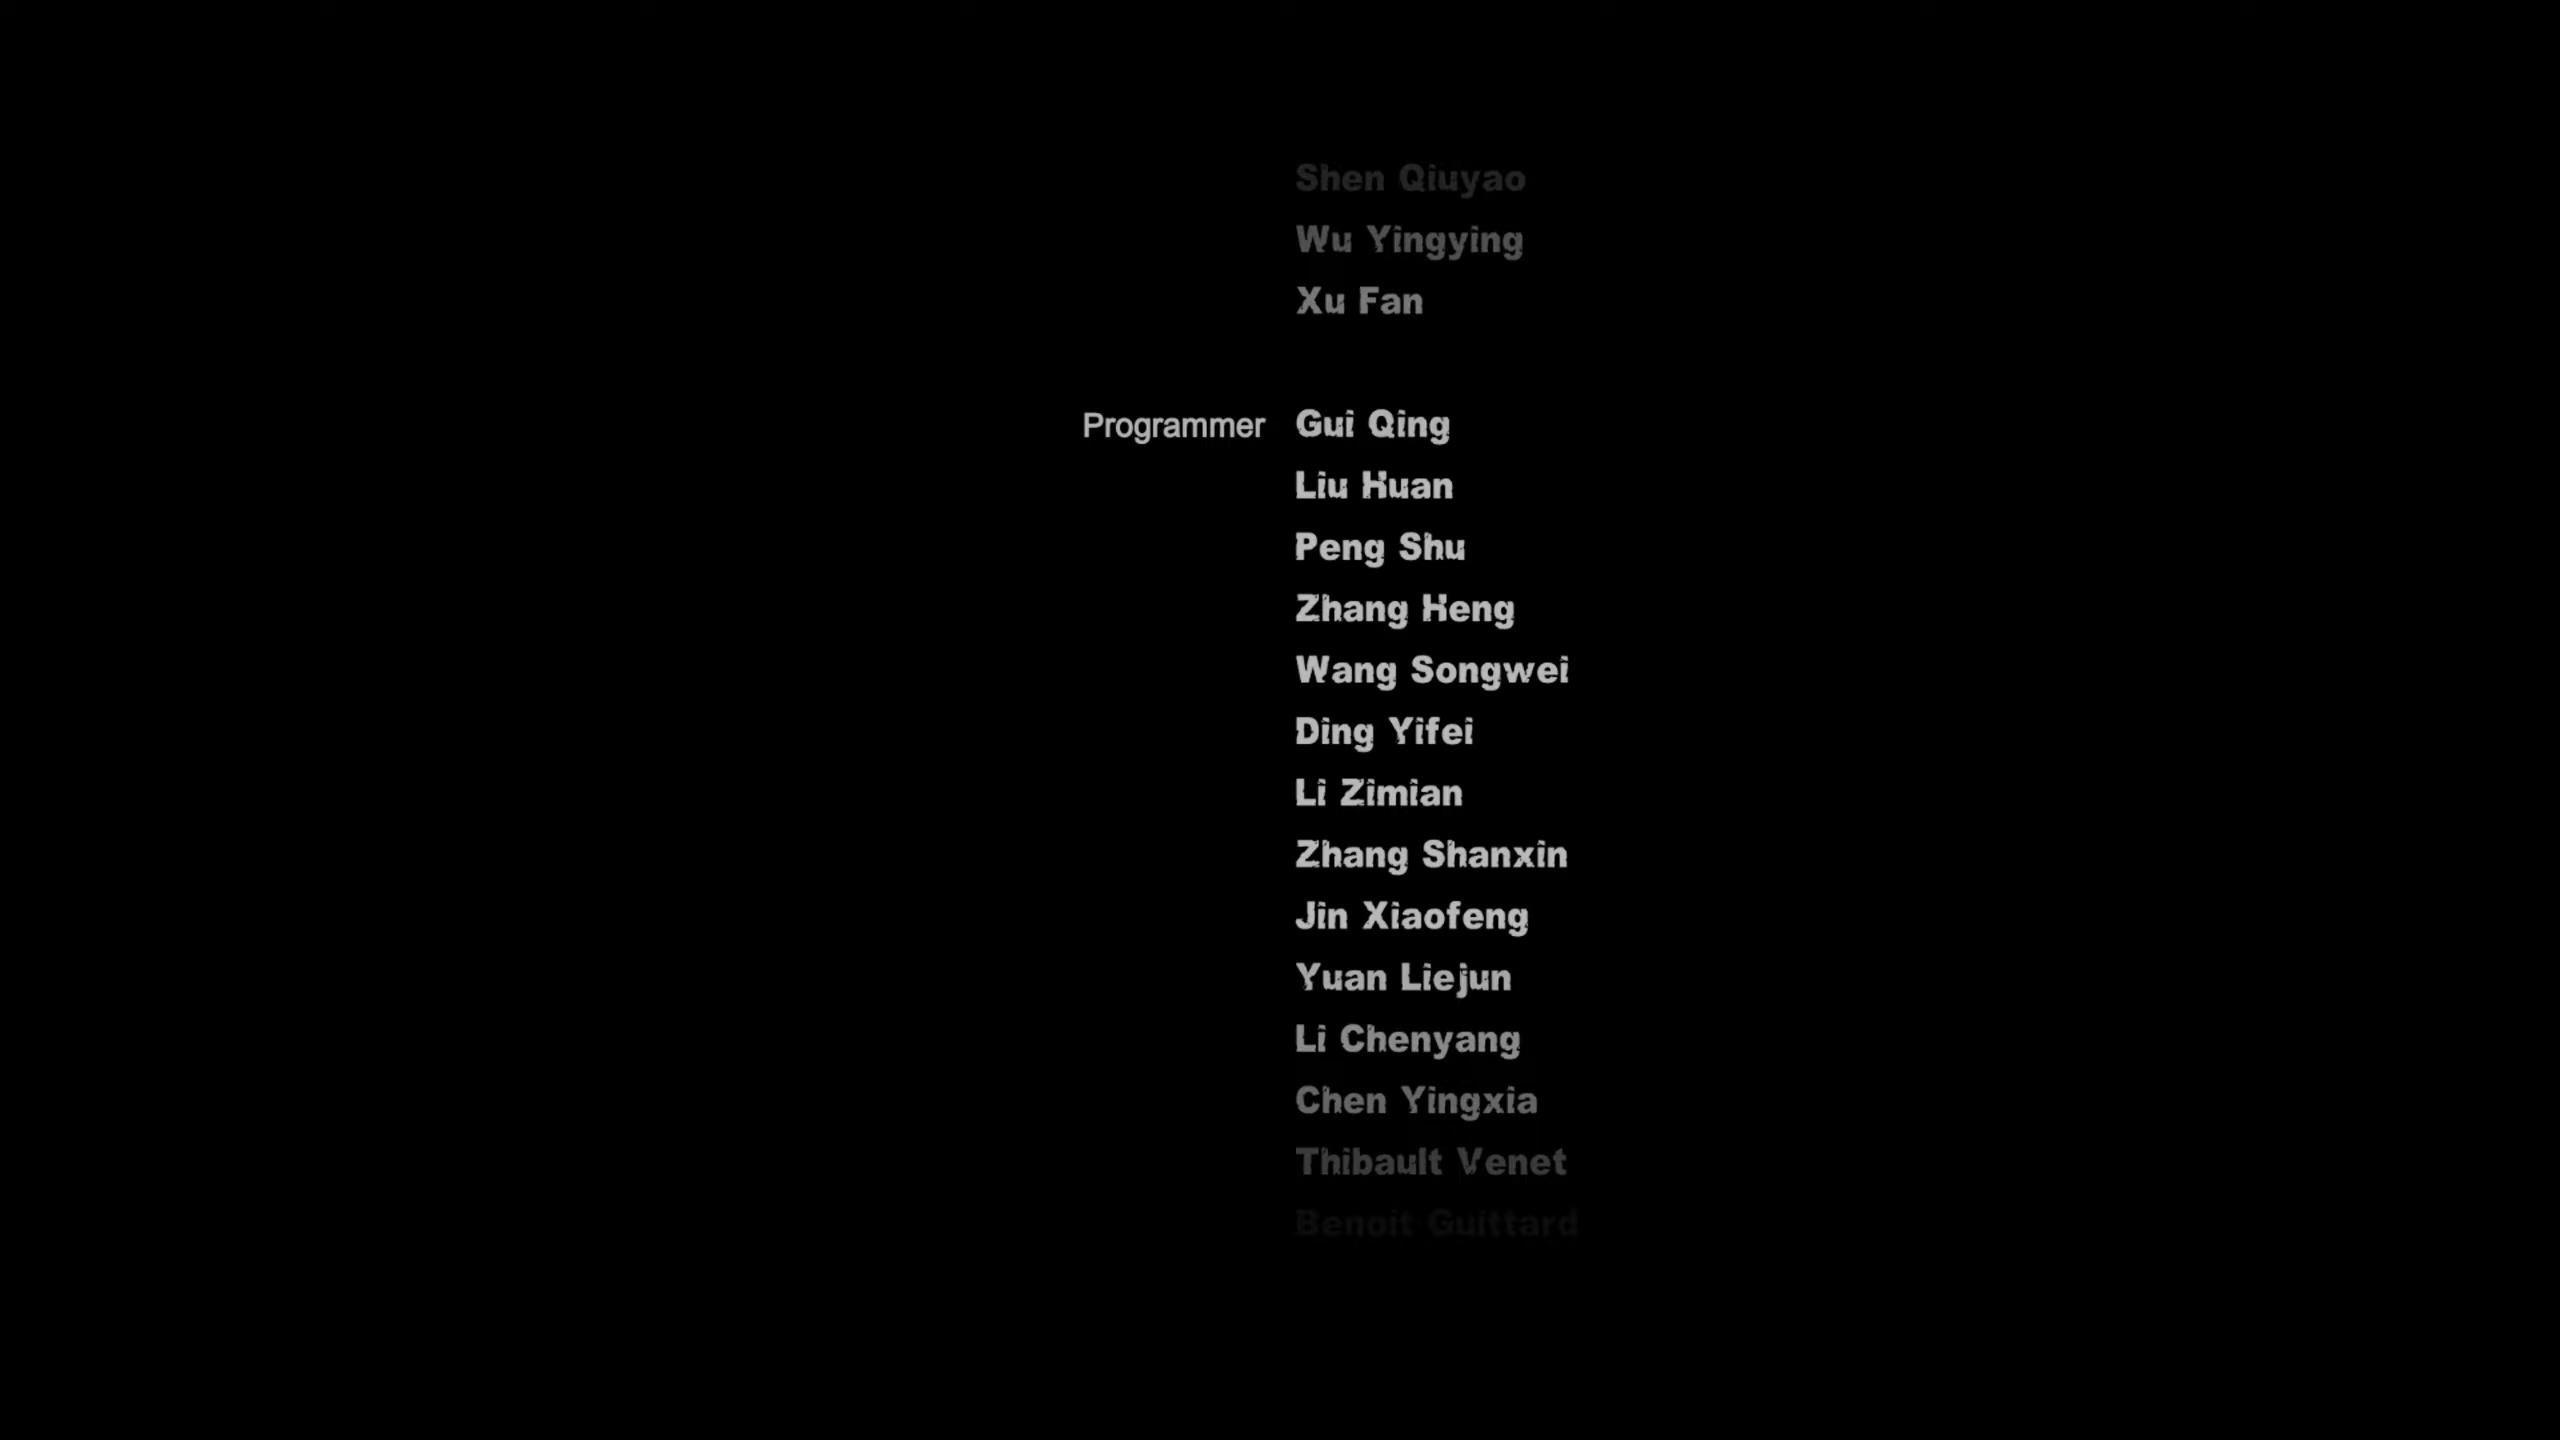 Shen Qiuyao
Wu Yingying
Xu Fan
Programmer Gui Qing
Liu Huan
Peng Shu
Zhang Heng
Wang Songwei
Ding Yifei
Li Zimian
Zhang Shanxin
Jin Xiaofeng
Yuan Liejun
Li Chenyang
Chen Yingxia
Thibault Venet
Benoit Guittard